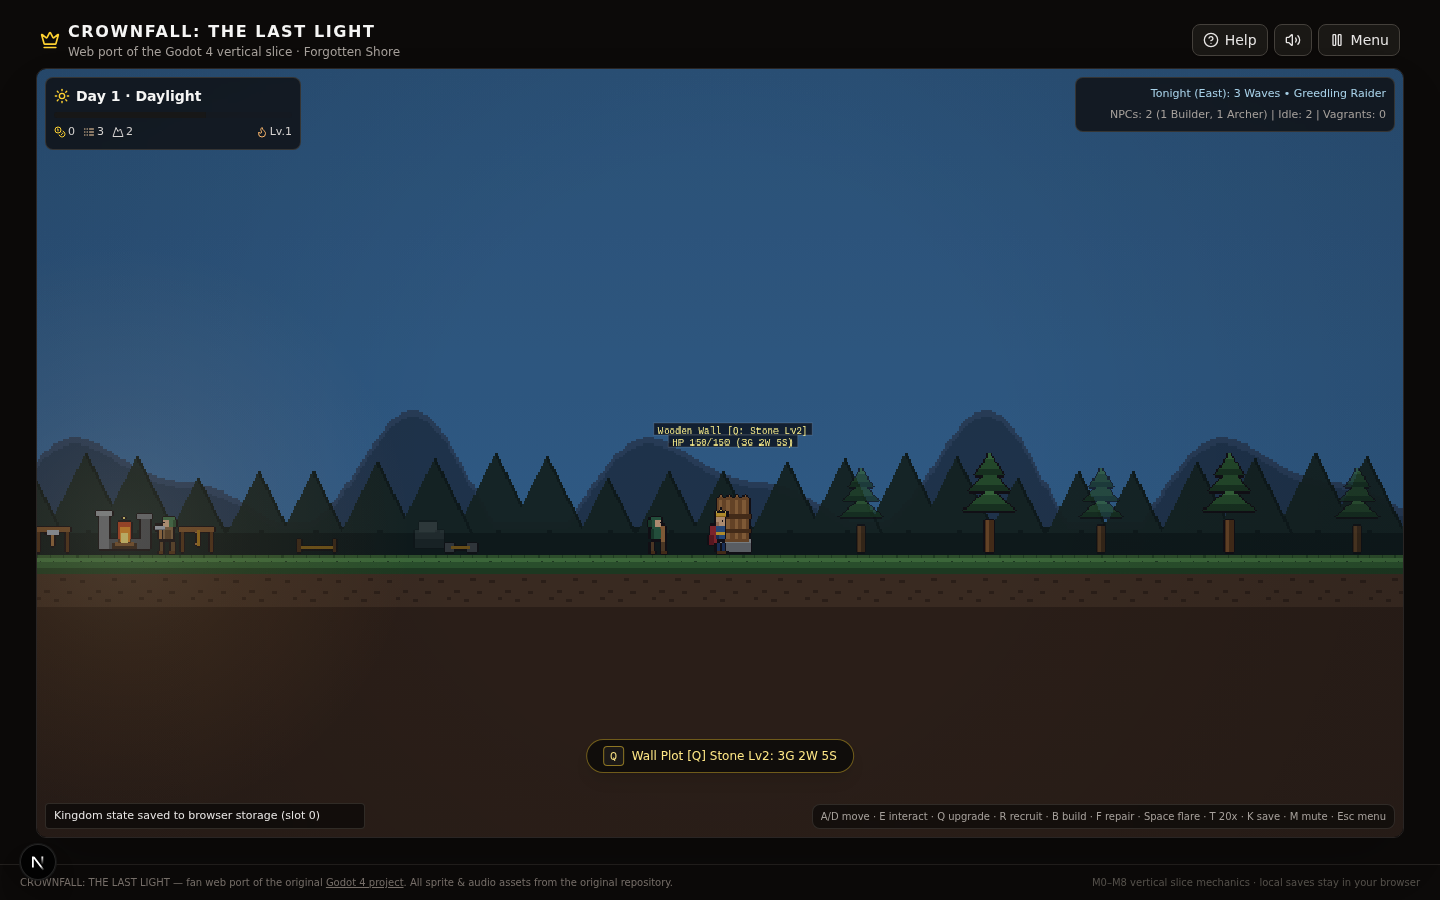 CROWNFALL: THE LAST LIGHT
Web port of the Godot 4 vertical slice · Forgotten Shore
Help
Menu
Day 1 · Daylight
0 3 2 Lv.1
Tonight (East): 3 Waves • Greedling Raider
NPCs: 2 (1 Builder, 1 Archer) | Idle: 2 | Vagrants: 0
Wooden Wall [Q: Stone Lv2]
HP 150/150 (3G 2W 5S)
Q Wall Plot [Q] Stone Lv2: 3G 2W 5S
Kingdom state saved to browser storage (slot 0)
A/D move · E interact · Q upgrade · R recruit · B build · F repair · Space flare · T 20x · K save · M mute · Esc menu
N
CROWNFALL: THE LAST LIGHT — fan web port of the original Godot 4 project. All sprite & audio assets from the original repository.
M0–M8 vertical slice mechanics · local saves stay in your browser